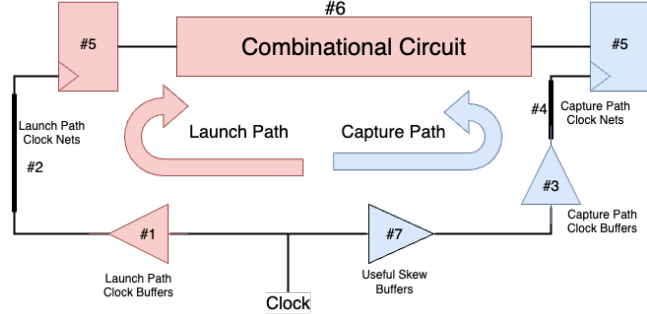 #6
#5
Combinational Circuit
#5
Launch Path
Clock Nets
#2
Launch Path
Capture Path
#4
Capture Path
Clock Nets
#3
#1
#7
Capture Path
Clock Buffers
Launch Path
Clock Buffers
Useful Skew
Buffers
Clock